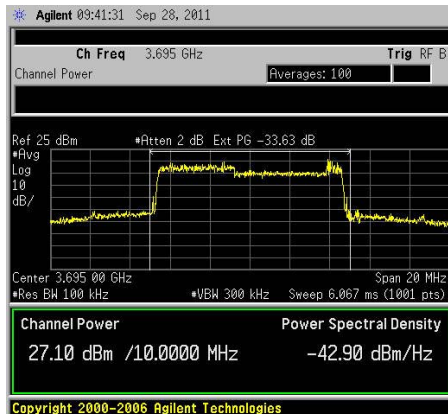 Agilent 09:41:31 Sep 28, 2011
Ch Freq 3.695 GHz Trig RF B
Channel Power Averages: 100
Ref 25 dBm #Atten 2 dB Ext PG -33.63 dB
#Avg
Log
10
dB/
Center 3.695 00 GHz Span 20 MHz
#Res BW 100 kHz #VBW 300 kHz Sweep 6.067 ms (1001 pts)
Channel Power Power Spectral Density
27.10 dBm /10.0000 MHz -42.90 dBm/Hz
Copyright 2000-2006 Agilent Technologies